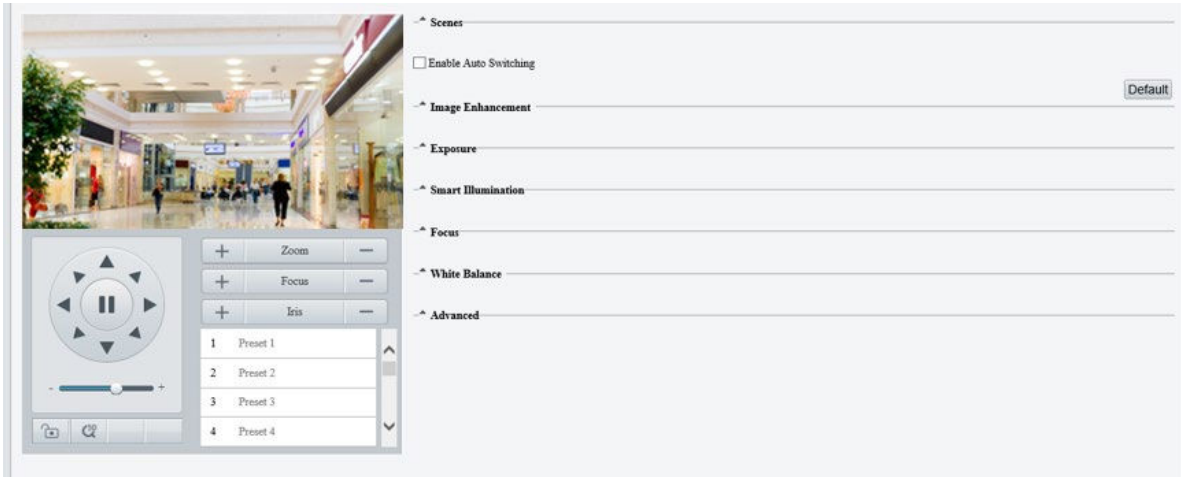 Scenes
Enable Auto Switching
Default
Image Enhancement
Exposure
Smart Illumination
Focus
White Balance
Advanced
+ Zoom −
+ Focus −
+ Iris −
1 Preset 1
2 Preset 2
3 Preset 3
4 Preset 4
- +
3D